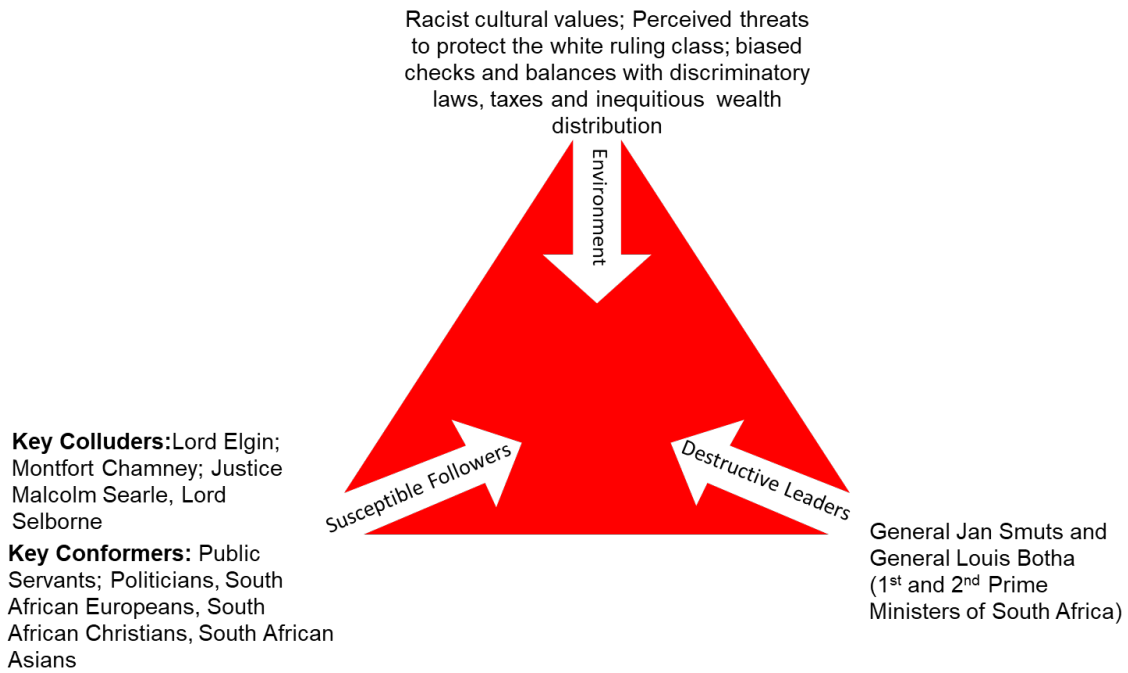 Racist cultural values; Perceived threats
to protect the white ruling class; biased
checks and balances with discriminatory
laws, taxes and inequitious wealth
distribution
Environment
Key Colluders:Lord Elgin;
Montfort Chamney; Justice
Malcolm Searle, Lord
Selborne
Susceptible Followers
Destructive Leaders
Key Conformers: Public
Servants; Politicians, South
African Europeans, South
African Christians, South African
Asians
General Jan Smuts and
General Louis Botha
(1st and 2nd Prime
Ministers of South Africa)